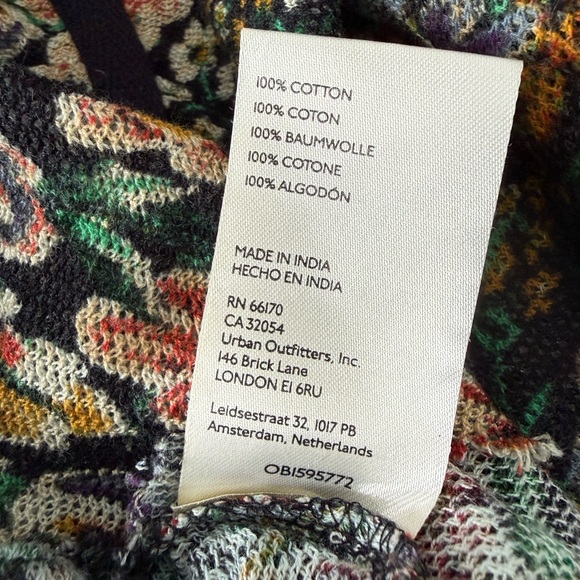 100% COTTON
100% COTON
100% BAUMWOLLE
100% COTONE
100% ALGODÓN
MADE IN INDIA
HECHO EN INDIA
RN 66170
CA 32054
Urban Outfitters, Inc.
146 Brick Lane
LONDON E1 6RU
Leidsestraat 32, 1017 PB
Amsterdam, Netherlands
OB1595772